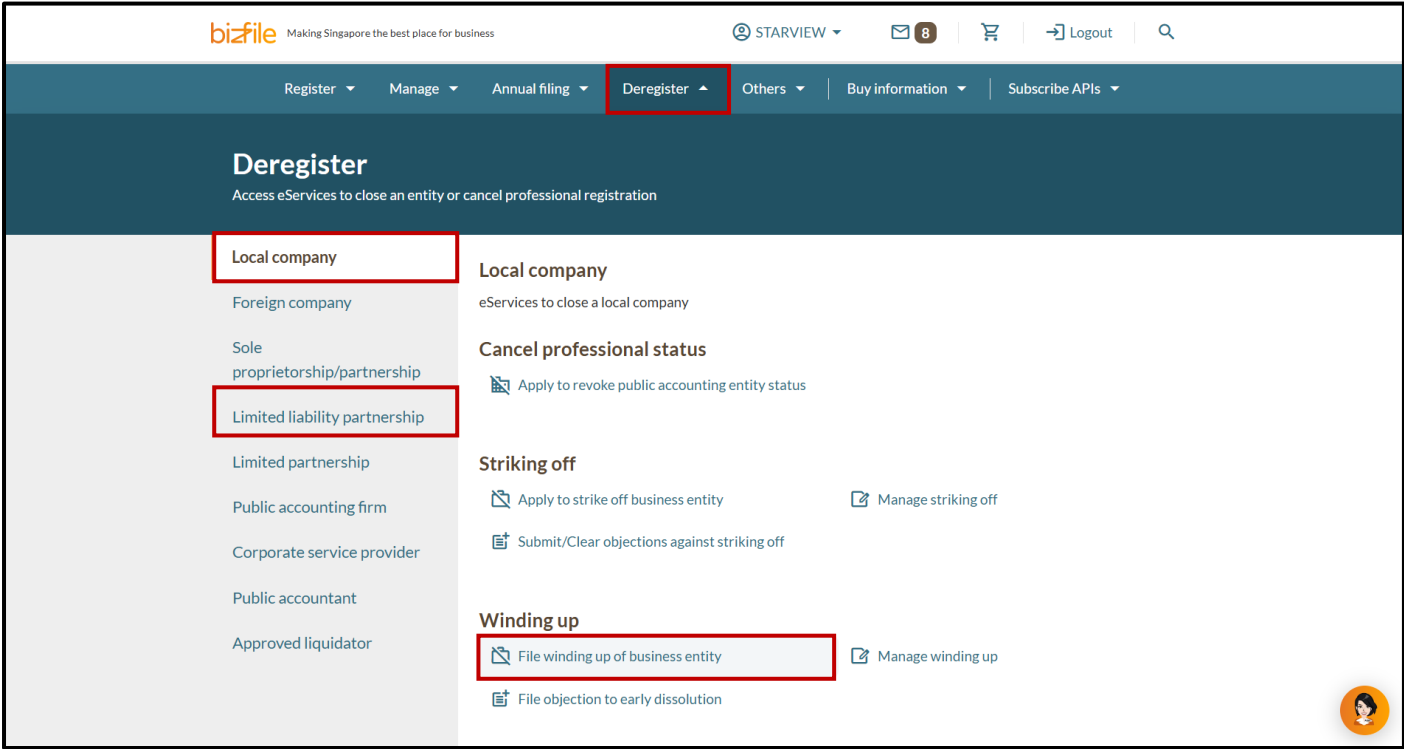 bizfile Making Singapore the best place for business STARVIEW 8 Logout
Register Manage Annual filing Deregister Others Buy information Subscribe APIs
Deregister
Access eServices to close an entity or cancel professional registration
Local company
Foreign company
Sole
proprietorship/partnership
Limited liability partnership
Limited partnership
Public accounting firm
Corporate service provider
Public accountant
Approved liquidator
Local company
eServices to close a local company
Cancel professional status
Apply to revoke public accounting entity status
Striking off
Apply to strike off business entity Manage striking off
Submit/Clear objections against striking off
Winding up
File winding up of business entity Manage winding up
File objection to early dissolution